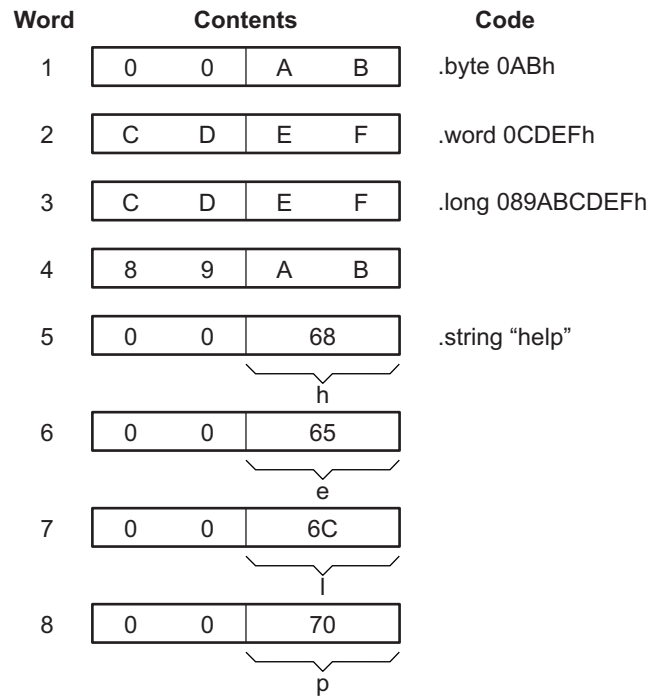 Word Contents Code
1 0 0 A B .byte 0ABh
2 C D E F .word 0CDEFh
3 C D E F .long 089ABCDEFh
4 8 9 A B
5 0 0 68 .string “help”
h
6 0 0 65
e
7 0 0 6C
l
8 0 0 70
p